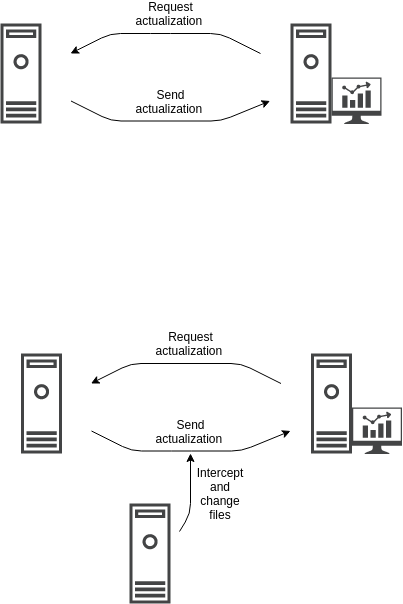 Request
actualization
Send
actualization
Request
actualization
Send
actualization
Intercept
and
change
files